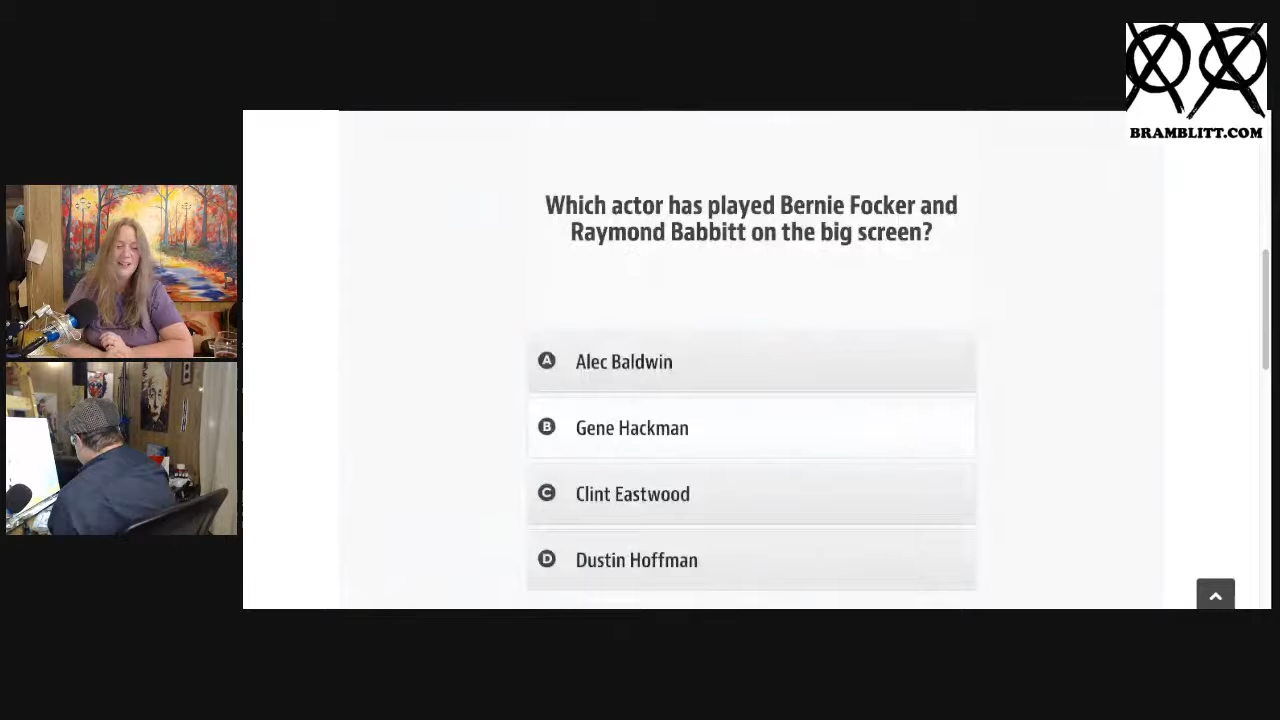 BRAMBLITT.COM
Which actor has played Bernie Focker and
Raymond Babbitt on the big screen?
A Alec Baldwin
B Gene Hackman
C Clint Eastwood
D Dustin Hoffman